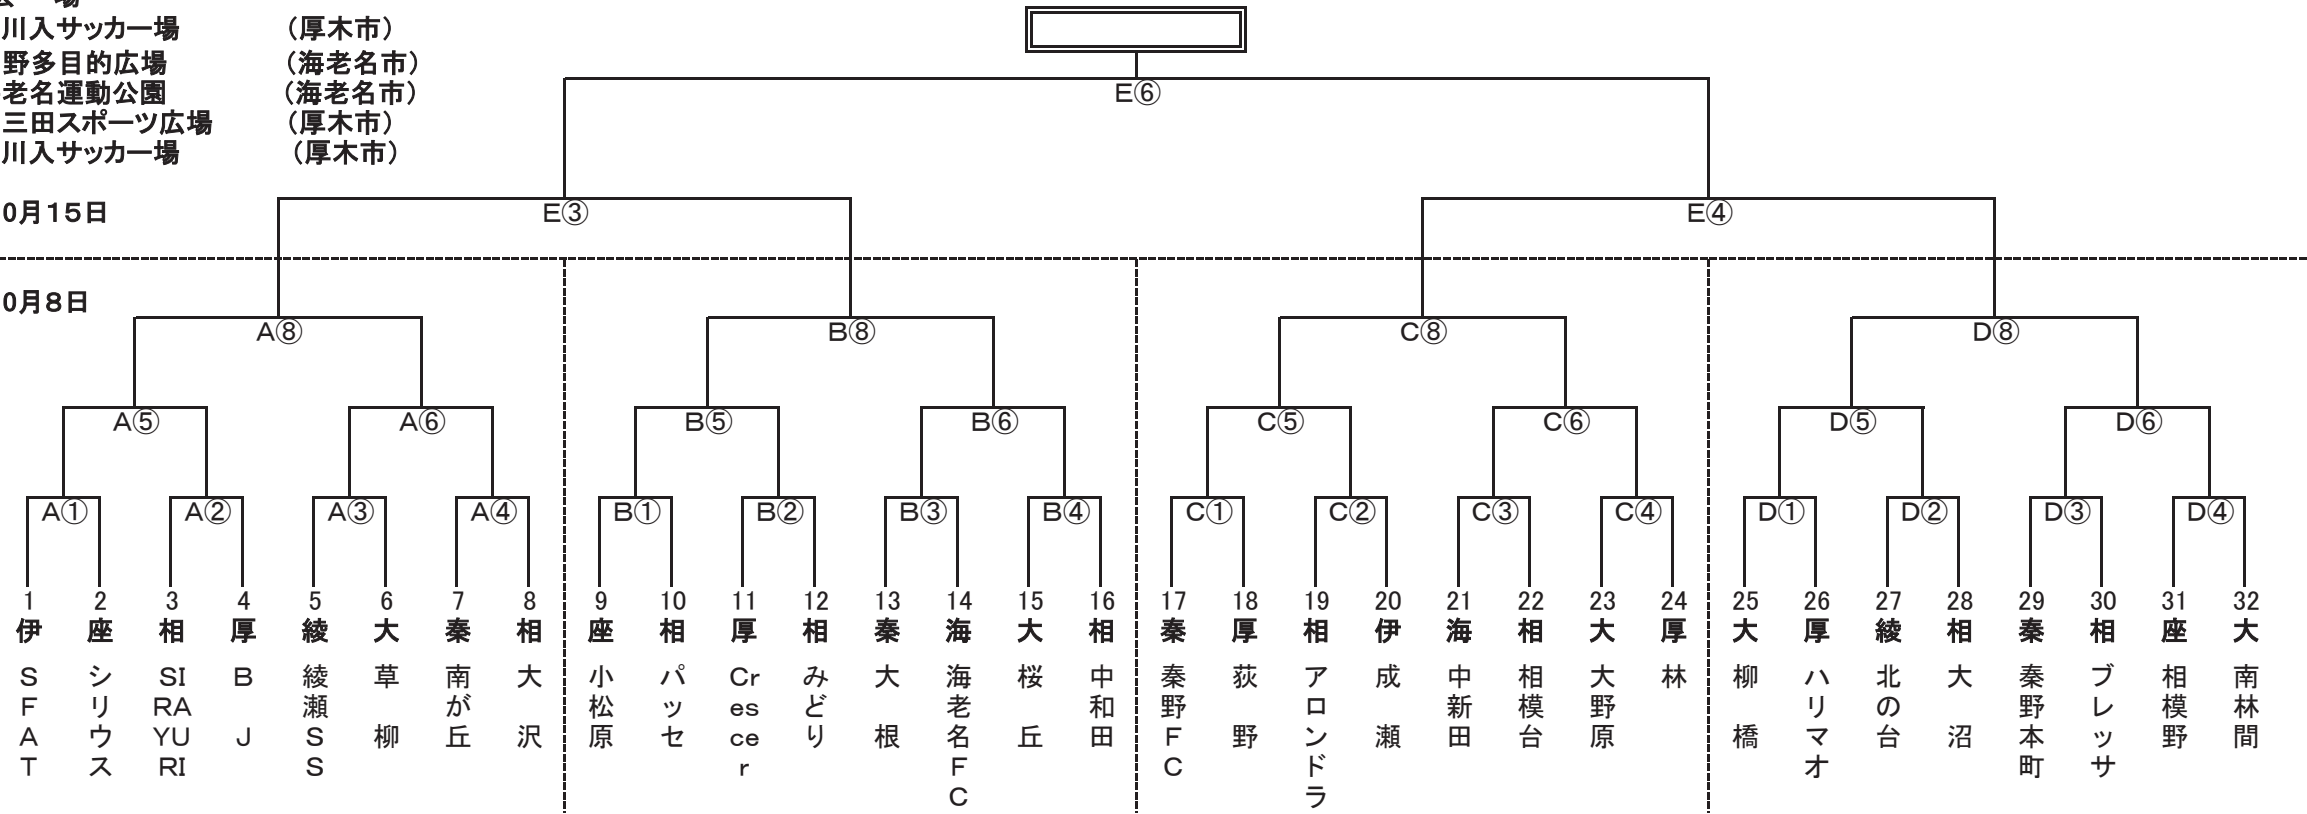 会　場
川入サッカー場 （厚木市）
野多目的広場 （海老名市）
老名運動公園 （海老名市）
三田スポーツ広場 （厚木市）
川入サッカー場 （厚木市）
E⑥
0月15日
E③ E④
0月8日
A⑧ B⑧ C⑧ D⑧
A⑤ A⑥ B⑤ B⑥ C⑤ C⑥ D⑤ D⑥
A① A② A③ A④ B① B② B③ B④ C① C② C③ C④ D① D② D③ D④
1 伊 SFAT
2 座 シリウス
3 相 SIRAYURI
4 厚 B J
5 綾 綾瀬SS
6 大 草柳
7 秦 南が丘
8 相 大沢
9 座 小松原
10 相 パッセ
11 厚 Crescer
12 相 みどり
13 秦 大根
14 海 海老名FC
15 大 桜丘
16 相 中和田
17 秦 秦野FC
18 厚 荻野
19 相 アロンドラ
20 伊 成瀬
21 海 中新田
22 相 相模台
23 大 大野原
24 厚 林
25 大 柳橋
26 厚 ハリマオ
27 綾 北の台
28 相 大沼
29 秦 秦野本町
30 相 ブレッサ
31 座 相模野
32 大 南林間